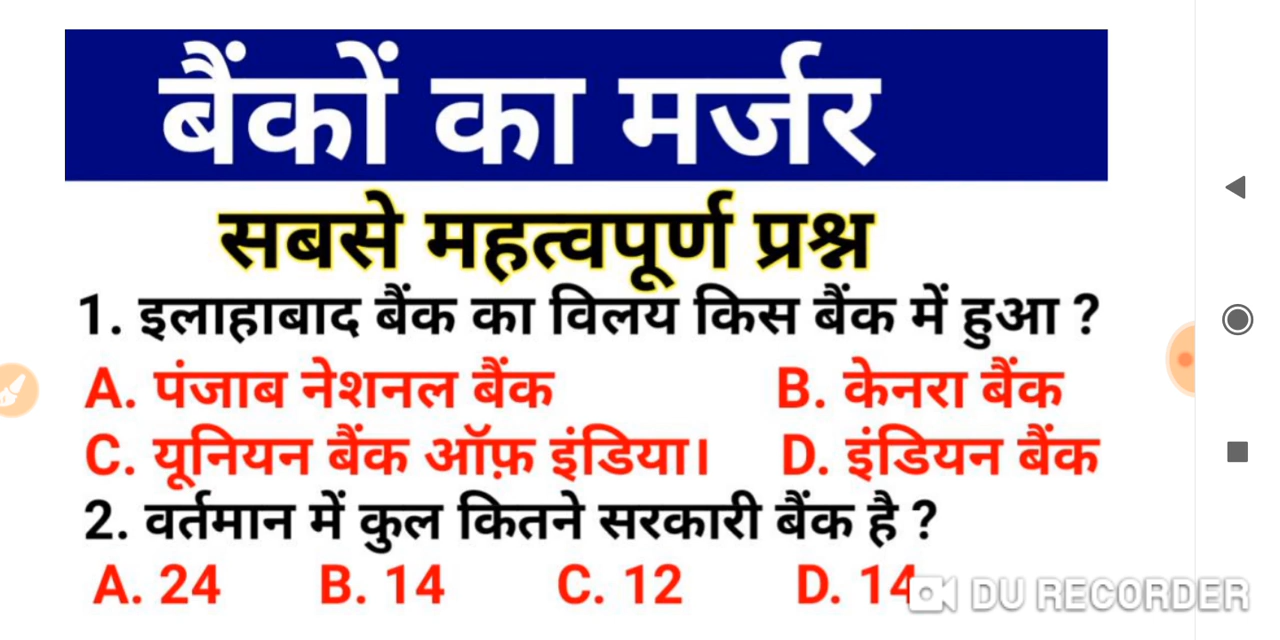 बैंकों का मर्जर
सबसे महत्वपूर्ण प्रश्न
1. इलाहाबाद बैंक का विलय किस बैंक में हुआ ?
A. पंजाब नेशनल बैंक B. केनरा बैंक
C. यूनियन बैंक ऑफ़ इंडिया। D. इंडियन बैंक
2. वर्तमान में कुल कितने सरकारी बैंक है ?
A. 24 B. 14 C. 12 D. 14
DU RECORDER